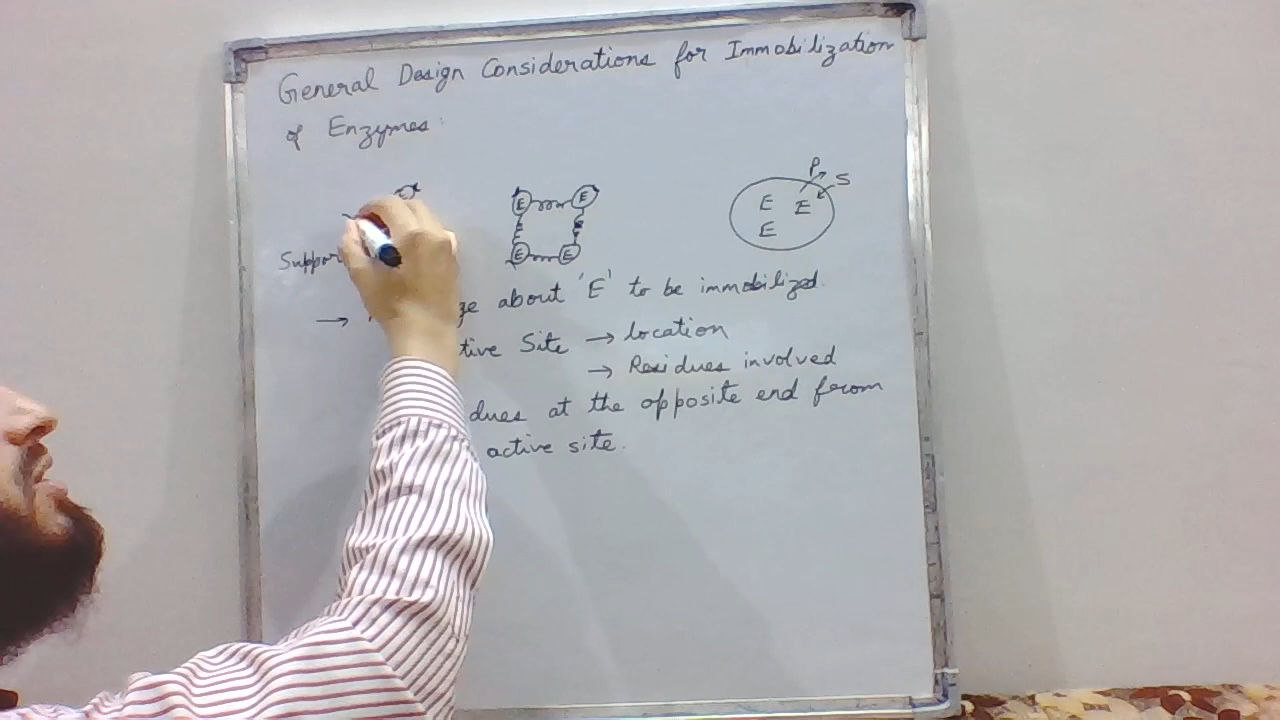 General Design Considerations for Immobilization
of Enzymes:
P
S
E E
E E
E E
E E
E
Suppor
→ ge about 'E' to be immobilized.
tive Site → location
→ Residues involved
dues at the opposite end from
active site.